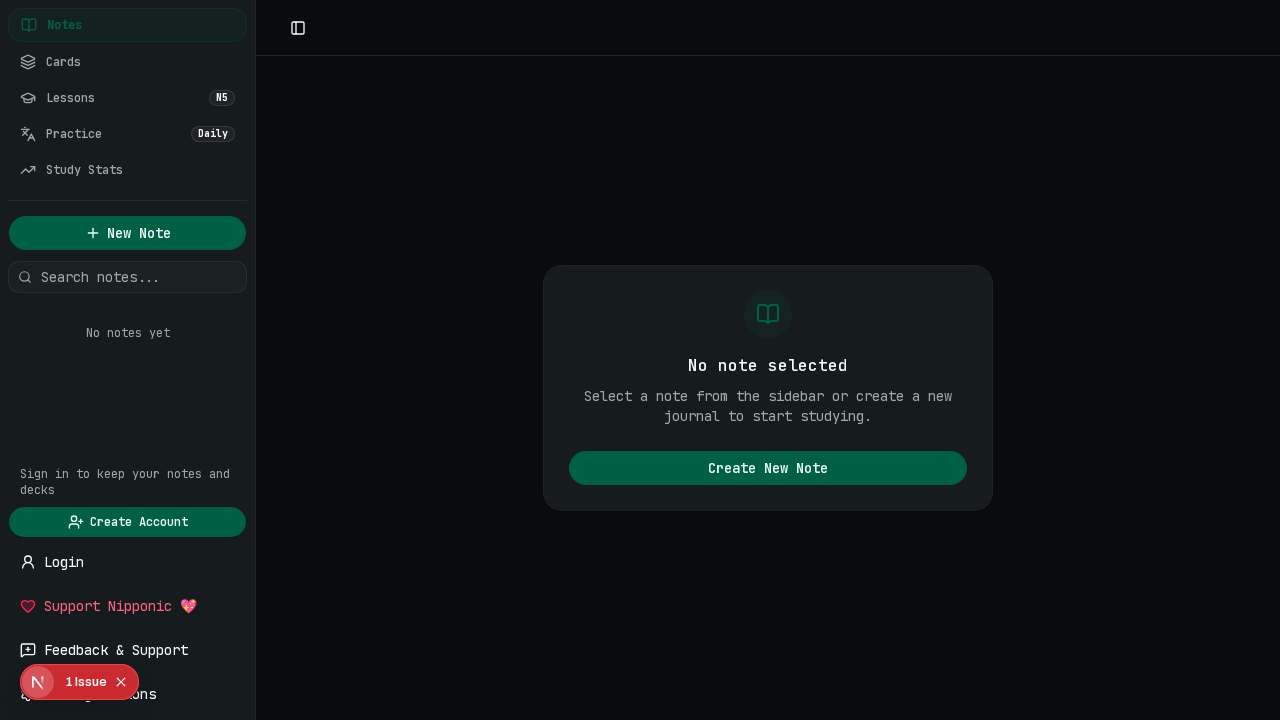 Notes
Cards
Lessons N5
Practice Daily
Study Stats
New Note
Search notes...
No notes yet
Sign in to keep your notes and
decks
Create Account
Login
Support Nipponic 💖
Feedback & Support
1 Issue
No note selected
Select a note from the sidebar or create a new
journal to start studying.
Create New Note